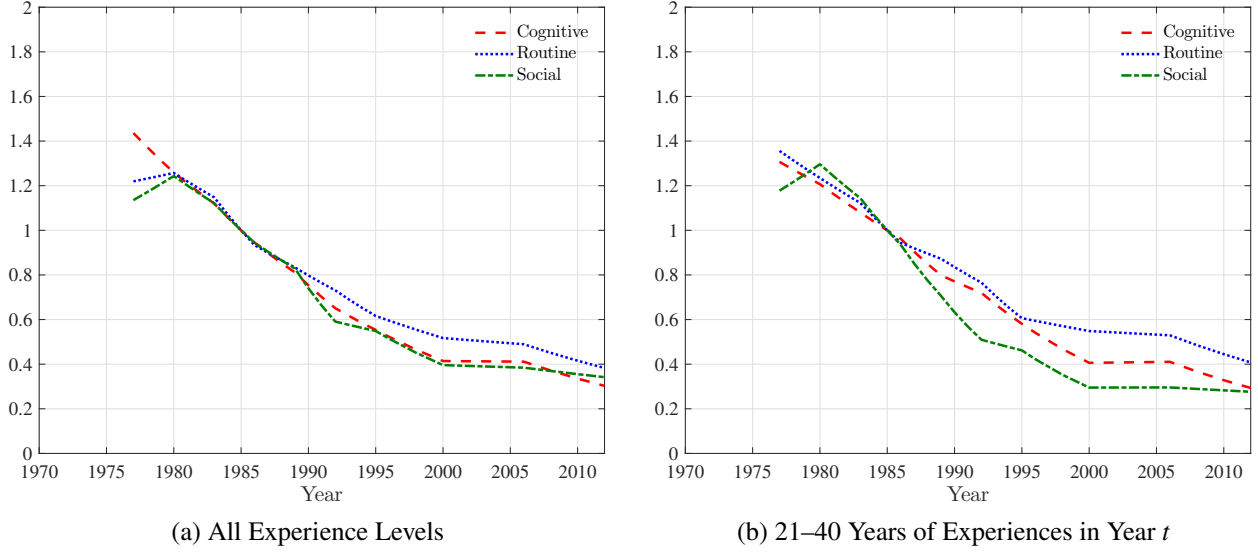 2
1.8
1.6
1.4
1.2
1
0.8
0.6
0.4
0.2
0
1970 1975 1980 1985 1990 1995 2000 2005 2010
Year
Cognitive
Routine
Social
(a) All Experience Levels
2
1.8
1.6
1.4
1.2
1
0.8
0.6
0.4
0.2
0
1970 1975 1980 1985 1990 1995 2000 2005 2010
Year
Cognitive
Routine
Social
(b) 21–40 Years of Experiences in Year t